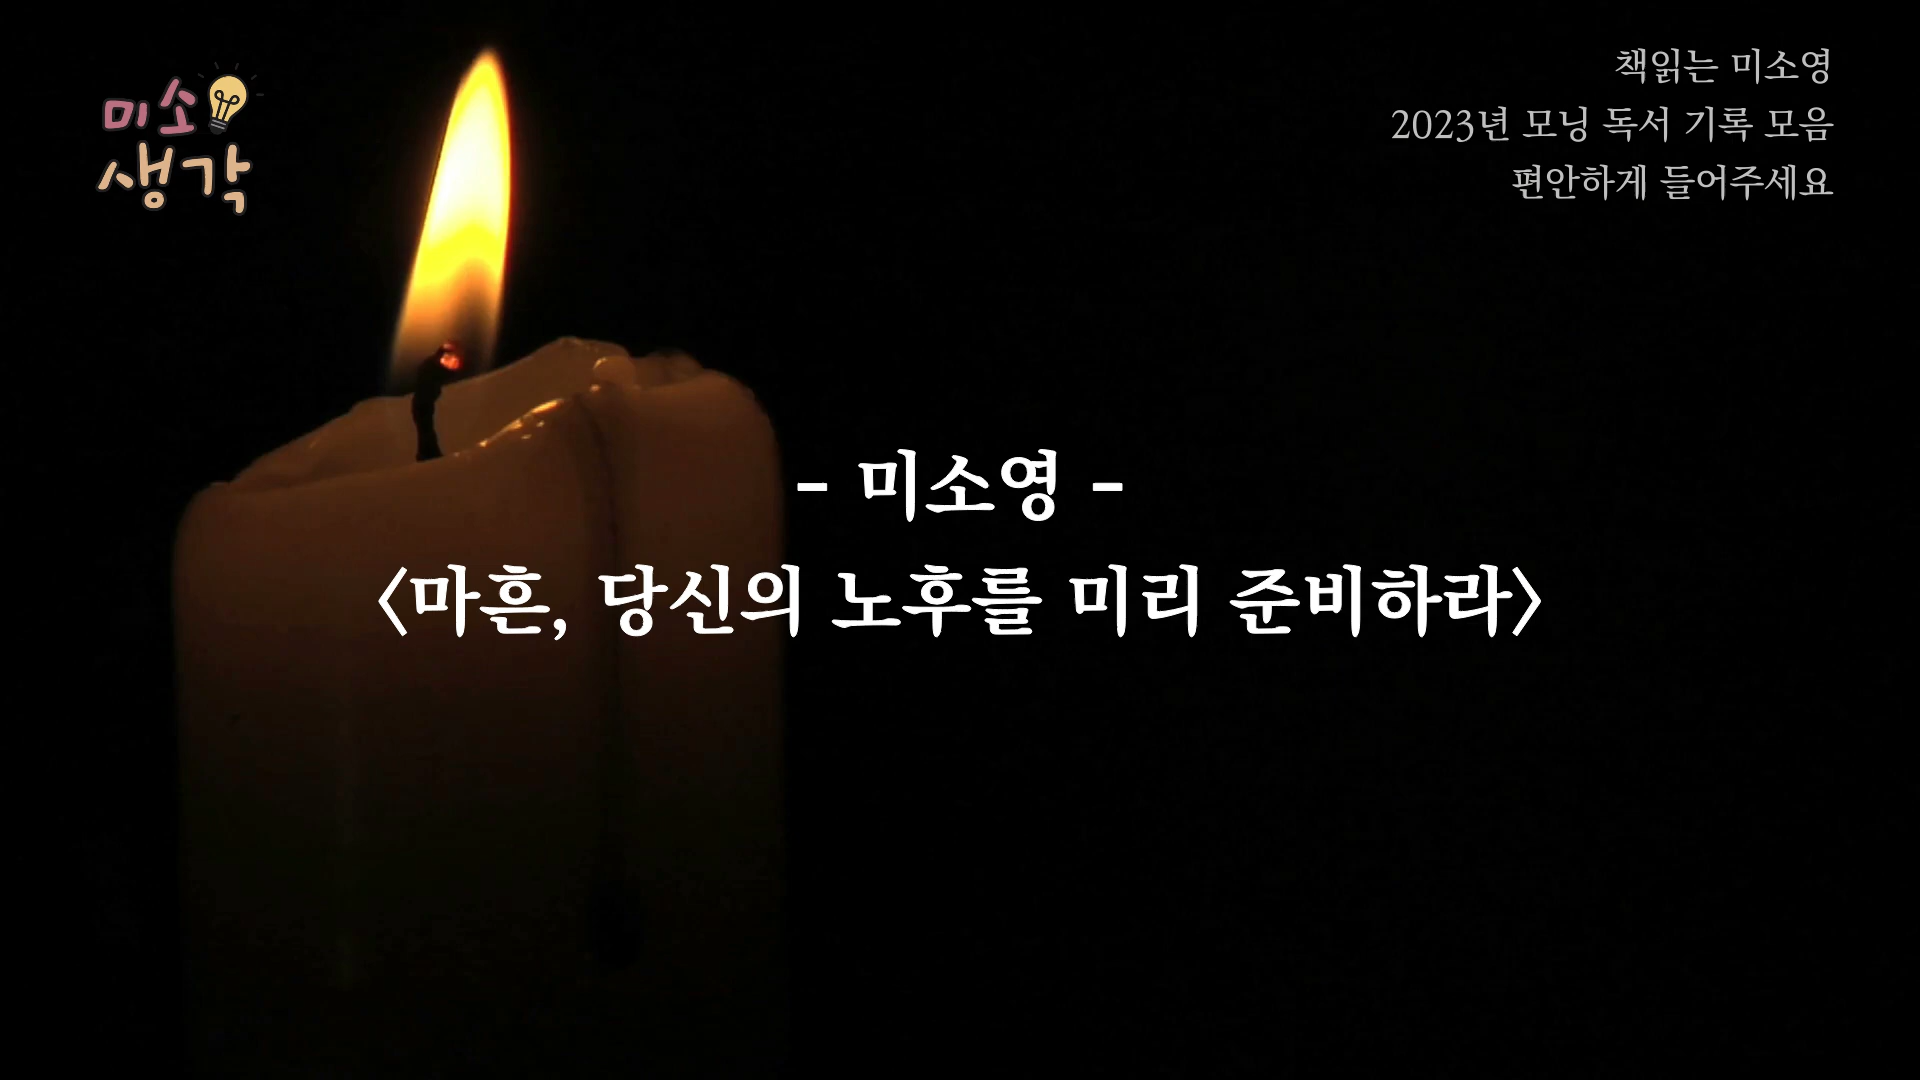 미소
생각
책읽는 미소영
2023년 모닝 독서 기록 모음
편안하게 들어주세요
- 미소영 -
<마흔, 당신의 노후를 미리 준비하라>